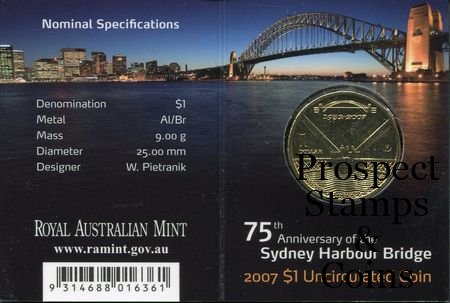 Nominal Specifications
Denomination $1
Metal Al/Br
Mass 9.00 g
Diameter 25.00 mm
Designer W. Pietranik
ROYAL AUSTRALIAN MINT
www.ramint.gov.au
9 314688 016361
1932-2007
75th Anniversary of the
Sydney Harbour Bridge
2007 $1 Uncirculated Coin
Prospect
Stamps
&
Coins